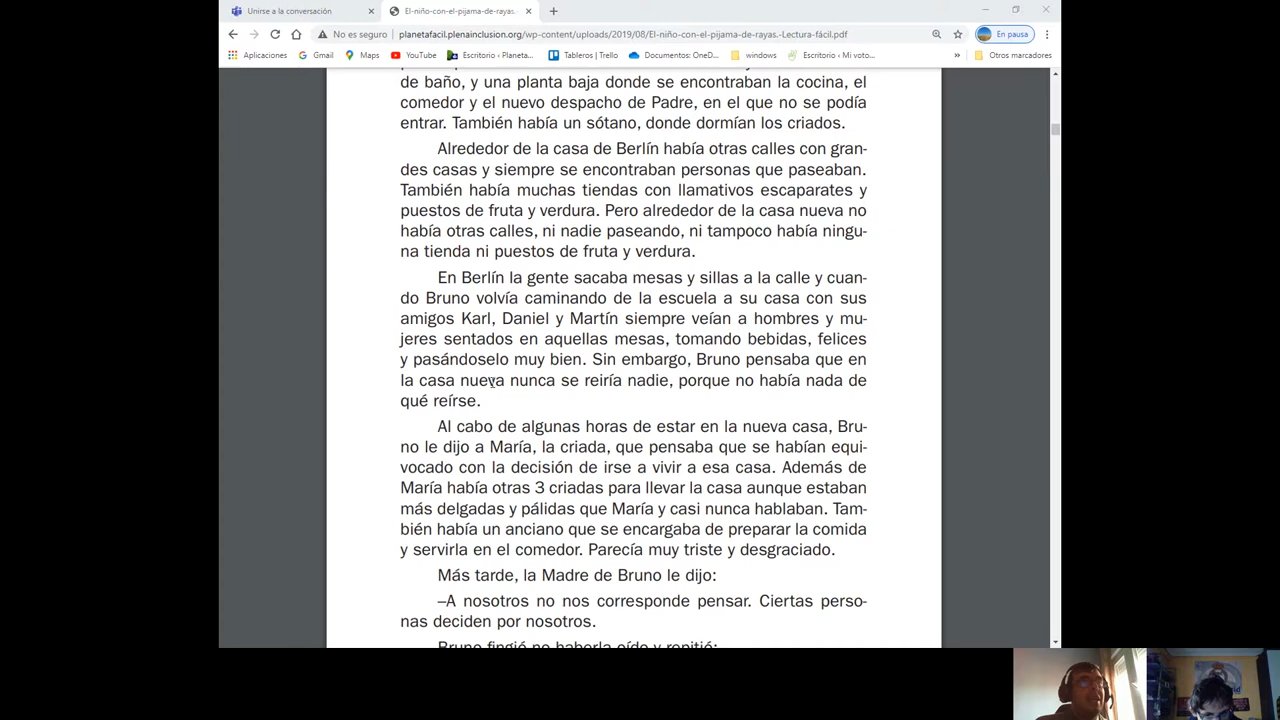 Unirse a la conversación
El-niño-con-el-pijama-de-rayas.
No es seguro | planetafacil.plenainclusion.org/wp-content/uploads/2019/08/El-niño-con-el-pijama-de-rayas.-Lectura-fácil.pdf
En pausa
Aplicaciones Gmail Maps YouTube Escritorio ‹ Planeta... Tableros | Trello Documentos: OneD... windows Escritorio ‹ Mi voto... » Otros marcadores
de baño, y una planta baja donde se encontraban la cocina, el
comedor y el nuevo despacho de Padre, en el que no se podía
entrar. También había un sótano, donde dormían los criados.
Alrededor de la casa de Berlín había otras calles con gran-
des casas y siempre se encontraban personas que paseaban.
También había muchas tiendas con llamativos escaparates y
puestos de fruta y verdura. Pero alrededor de la casa nueva no
había otras calles, ni nadie paseando, ni tampoco había ningu-
na tienda ni puestos de fruta y verdura.
En Berlín la gente sacaba mesas y sillas a la calle y cuan-
do Bruno volvía caminando de la escuela a su casa con sus
amigos Karl, Daniel y Martín siempre veían a hombres y mu-
jeres sentados en aquellas mesas, tomando bebidas, felices
y pasándoselo muy bien. Sin embargo, Bruno pensaba que en
la casa nueva nunca se reiría nadie, porque no había nada de
qué reírse.
Al cabo de algunas horas de estar en la nueva casa, Bru-
no le dijo a María, la criada, que pensaba que se habían equi-
vocado con la decisión de irse a vivir a esa casa. Además de
María había otras 3 criadas para llevar la casa aunque estaban
más delgadas y pálidas que María y casi nunca hablaban. Tam-
bién había un anciano que se encargaba de preparar la comida
y servirla en el comedor. Parecía muy triste y desgraciado.
Más tarde, la Madre de Bruno le dijo:
–A nosotros no nos corresponde pensar. Ciertas perso-
nas deciden por nosotros.
Bruno fingió no haberla oído y repitió: